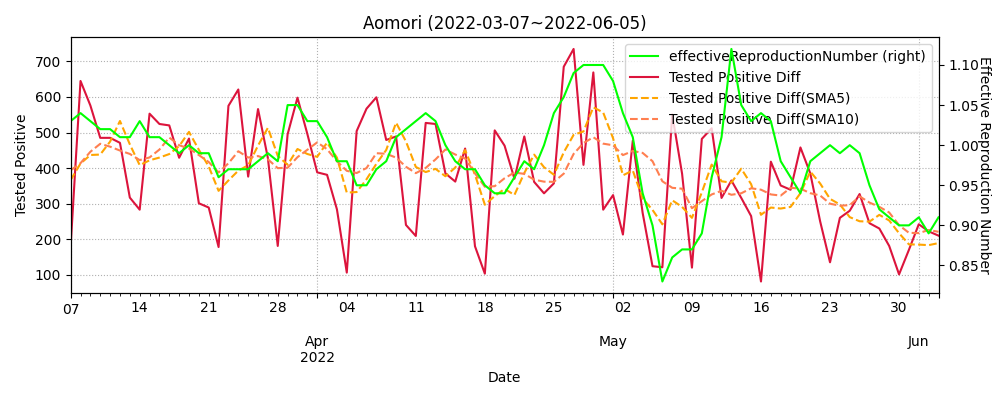 Aomori (2022-03-07~2022-06-05)
effectiveReproductionNumber (right)
Tested Positive Diff
Tested Positive Diff(SMA5)
Tested Positive Diff(SMA10)
Tested Positive
700
600
500
400
300
200
100
1.10
1.05
1.00
0.95
0.90
0.85
Effective Reproduction Number
07 14 21 28 04 11 18 25 02 09 16 23 30
Apr May Jun
2022
Date